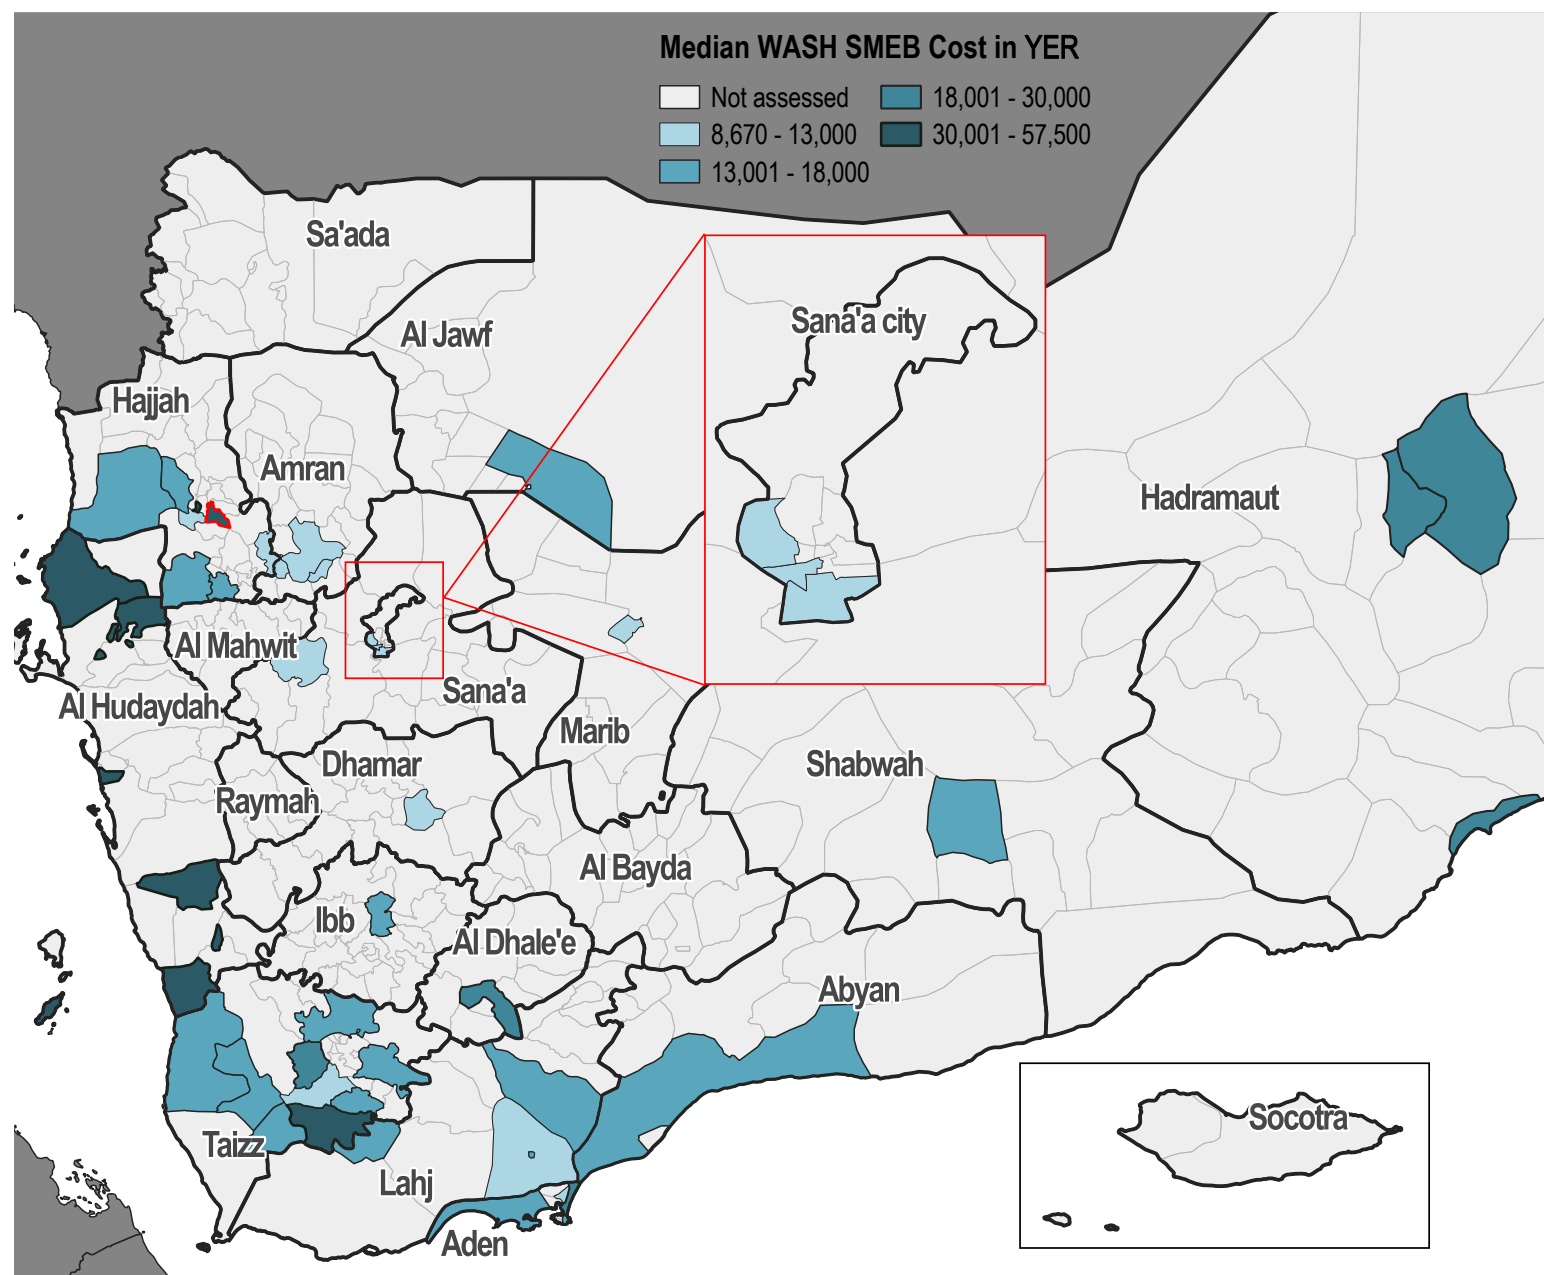 Median WASH SMEB Cost in YER
Not assessed
18,001 - 30,000
8,670 - 13,000
30,001 - 57,500
13,001 - 18,000
Sa'ada
Sana'a city
Al Jawf
Hajjah
Amran
Hadramaut
Al Mahwit
Sana'a
Al Hudaydah
Marib
Dhamar
Shabwah
Raymah
Al Bayda
Ibb
Al Dhale'e
Abyan
Socotra
Taizz
Lahj
Aden